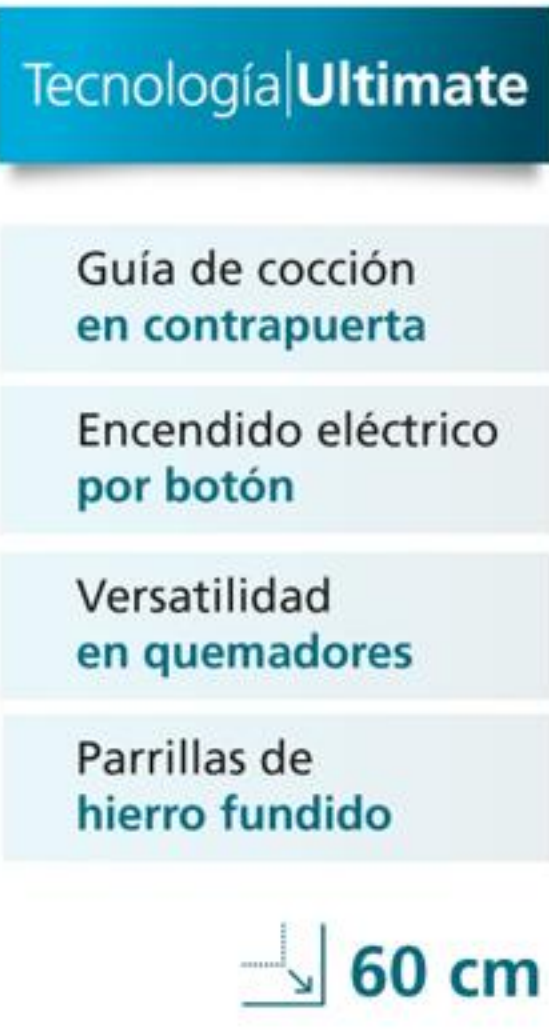 Tecnología|Ultimate
Guía de cocción
en contrapuerta
Encendido eléctrico
por botón
Versatilidad
en quemadores
Parrillas de
hierro fundido
60 cm